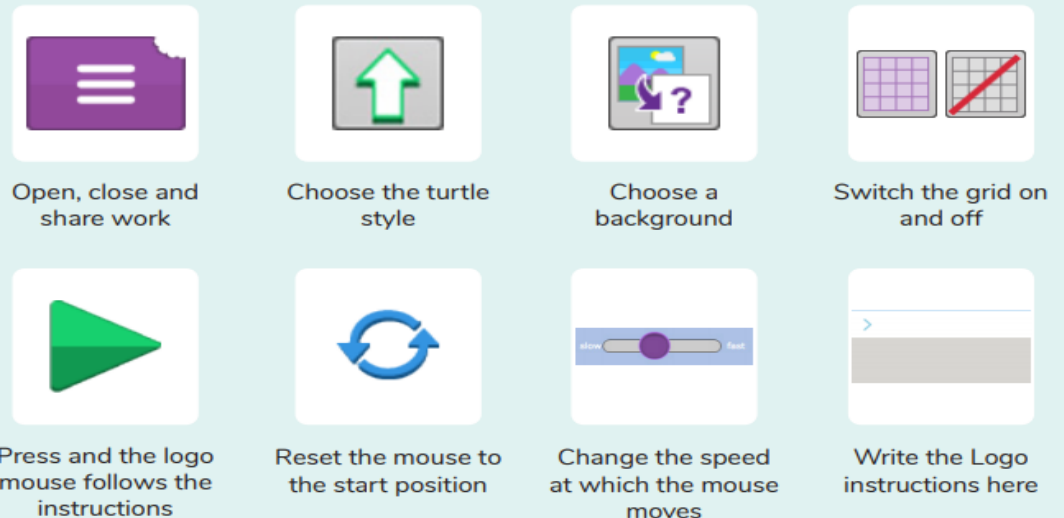 Open, close and
share work
Choose the turtle
style
Choose a
background
?
Switch the grid on
and off
Press and the logo
mouse follows the
instructions
Reset the mouse to
the start position
slow fast
Change the speed
at which the mouse
moves
Write the Logo
instructions here